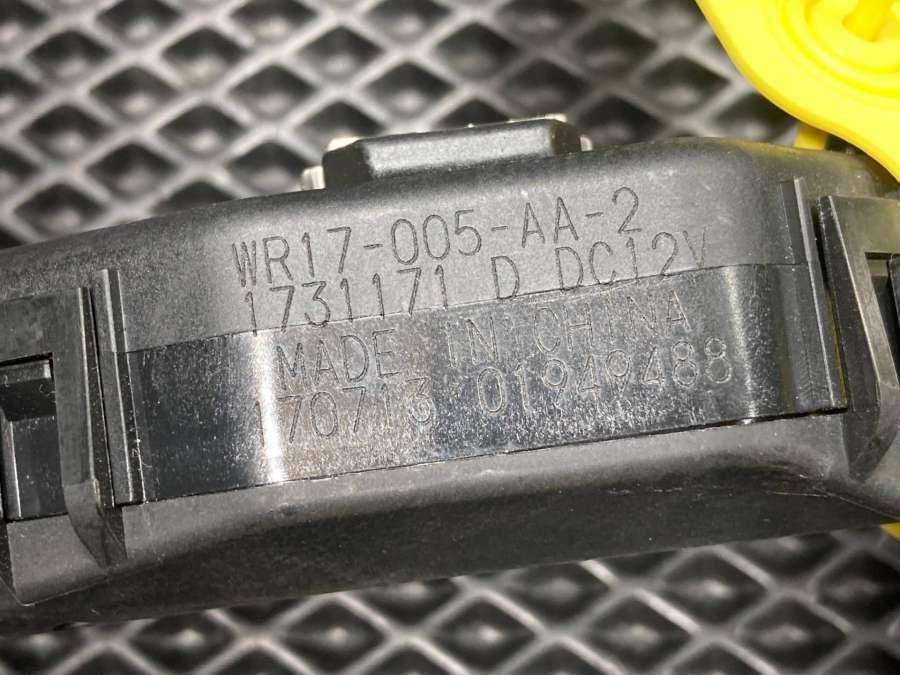 WR17-005-AA-2
1731171 D DC12V
MADE IN CHINA
170713 01949488